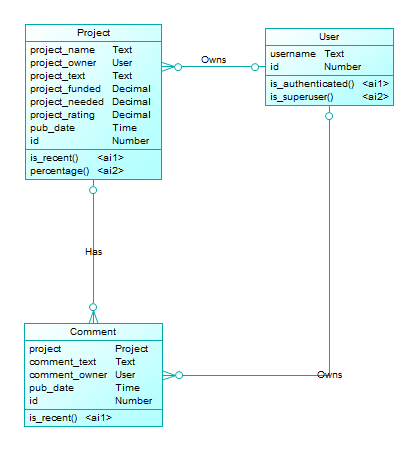 Project
project_name Text
project_owner User
project_text Text
project_funded Decimal
project_needed Decimal
project_rating Decimal
pub_date Time
id Number
is_recent() <ai1>
percentage() <ai2>
Owns
User
username Text
id Number
is_authenticated() <ai1>
is_superuser() <ai2>
Has
Comment
project Project
comment_text Text
comment_owner User
pub_date Time
id Number
is_recent() <ai1>
Owns